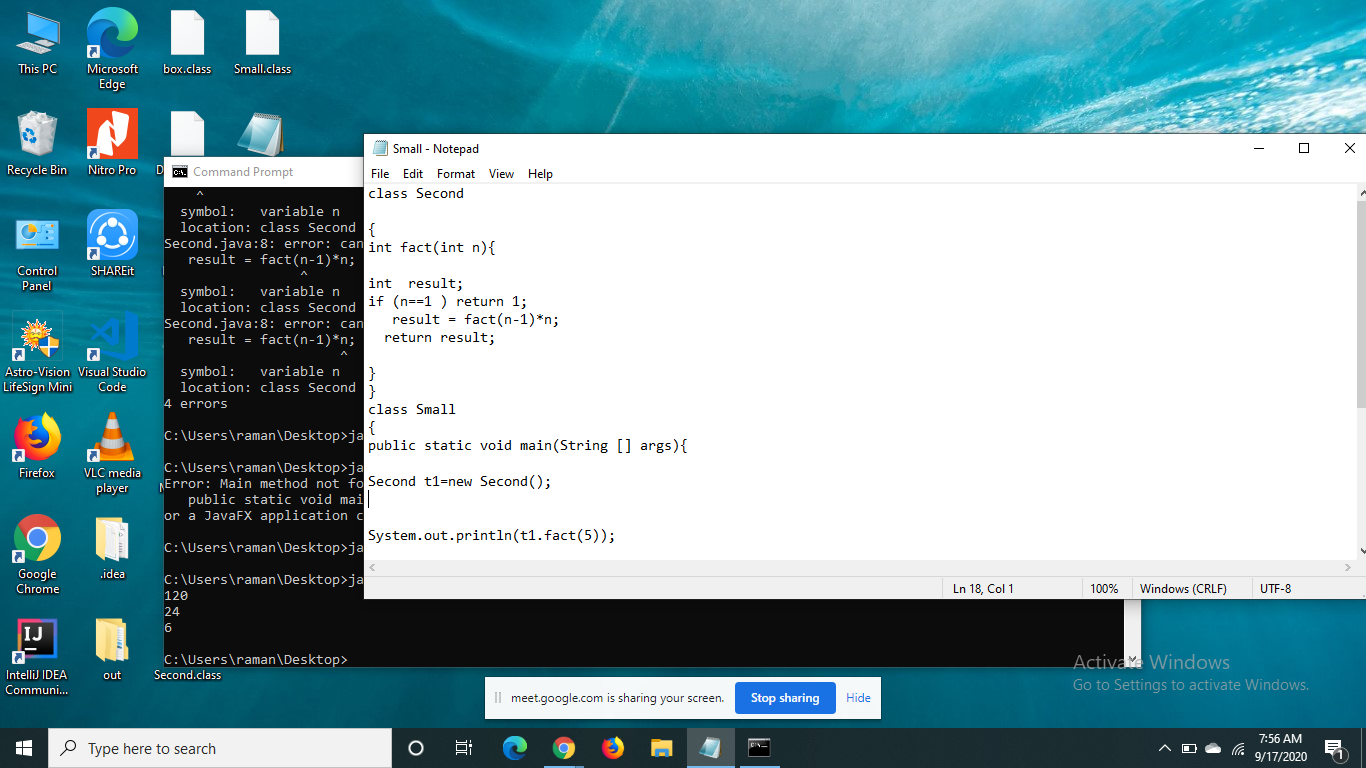 This PC
Microsoft
Edge
box.class
Small.class
Recycle Bin
Nitro Pro
D
Control
Panel
SHAREit
Astro-Vision
LifeSign Mini
Visual Studio
Code
Firefox
VLC media
player
Google
Chrome
.idea
IJ
IntelliJ IDEA
Communi...
out
Second.class
Command Prompt
^
symbol:   variable n
location: class Second
Second.java:8: error: can
result = fact(n-1)*n;
^
symbol:   variable n
location: class Second
Second.java:8: error: can
result = fact(n-1)*n;
^
symbol:   variable n
location: class Second
4 errors
C:\Users\raman\Desktop>ja
C:\Users\raman\Desktop>ja
Error: Main method not fo
public static void mai
or a JavaFX application c
C:\Users\raman\Desktop>ja
C:\Users\raman\Desktop>ja
120
24
6
C:\Users\raman\Desktop>
Small - Notepad
File Edit Format View Help
class Second
{
int fact(int n){
int  result;
if (n==1 ) return 1;
result = fact(n-1)*n;
return result;
}
}
class Small
{
public static void main(String [] args){
Second t1=new Second();
System.out.println(t1.fact(5));
Ln 18, Col 1 100% Windows (CRLF) UTF-8
Activate Windows
Go to Settings to activate Windows.
meet.google.com is sharing your screen. Stop sharing Hide
Type here to search
7:56 AM
9/17/2020
1